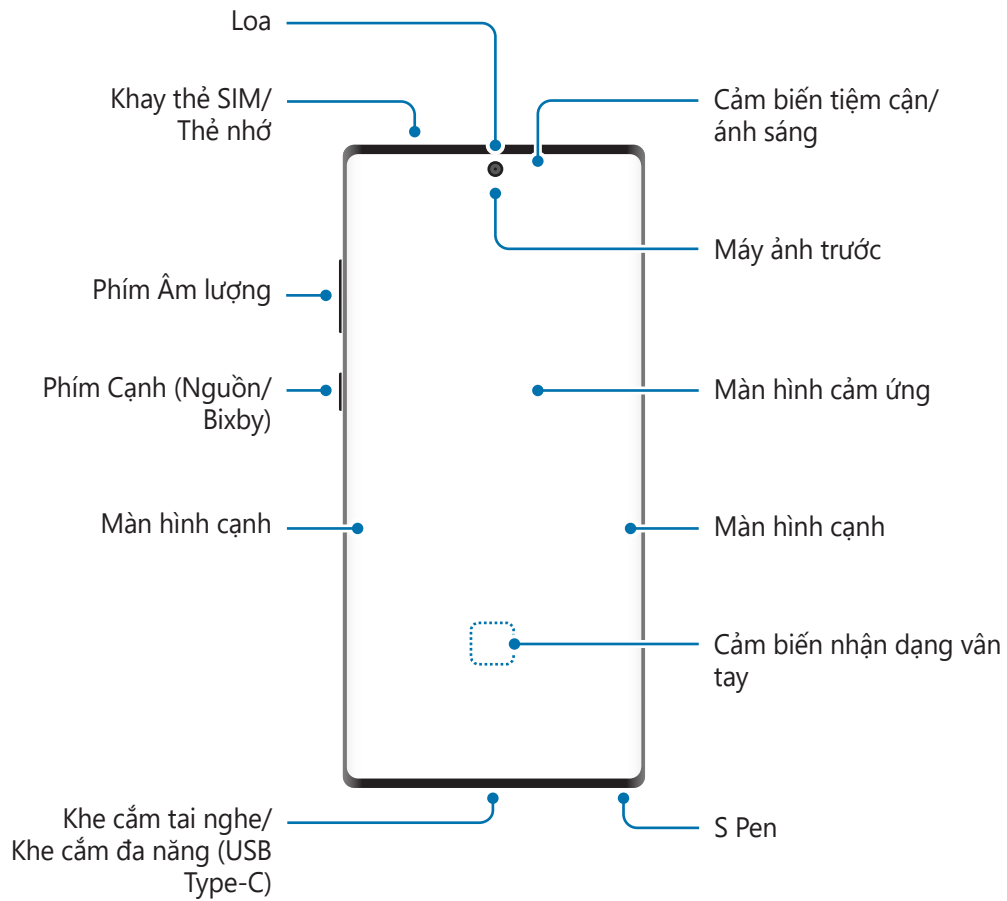 Loa
Khay thẻ SIM/
Thẻ nhớ
Cảm biến tiệm cận/
ánh sáng
Máy ảnh trước
Phím Âm lượng
Phím Cạnh (Nguồn/
Bixby)
Màn hình cảm ứng
Màn hình cạnh
Màn hình cạnh
Cảm biến nhận dạng vân
tay
Khe cắm tai nghe/
Khe cắm đa năng (USB
Type-C)
S Pen